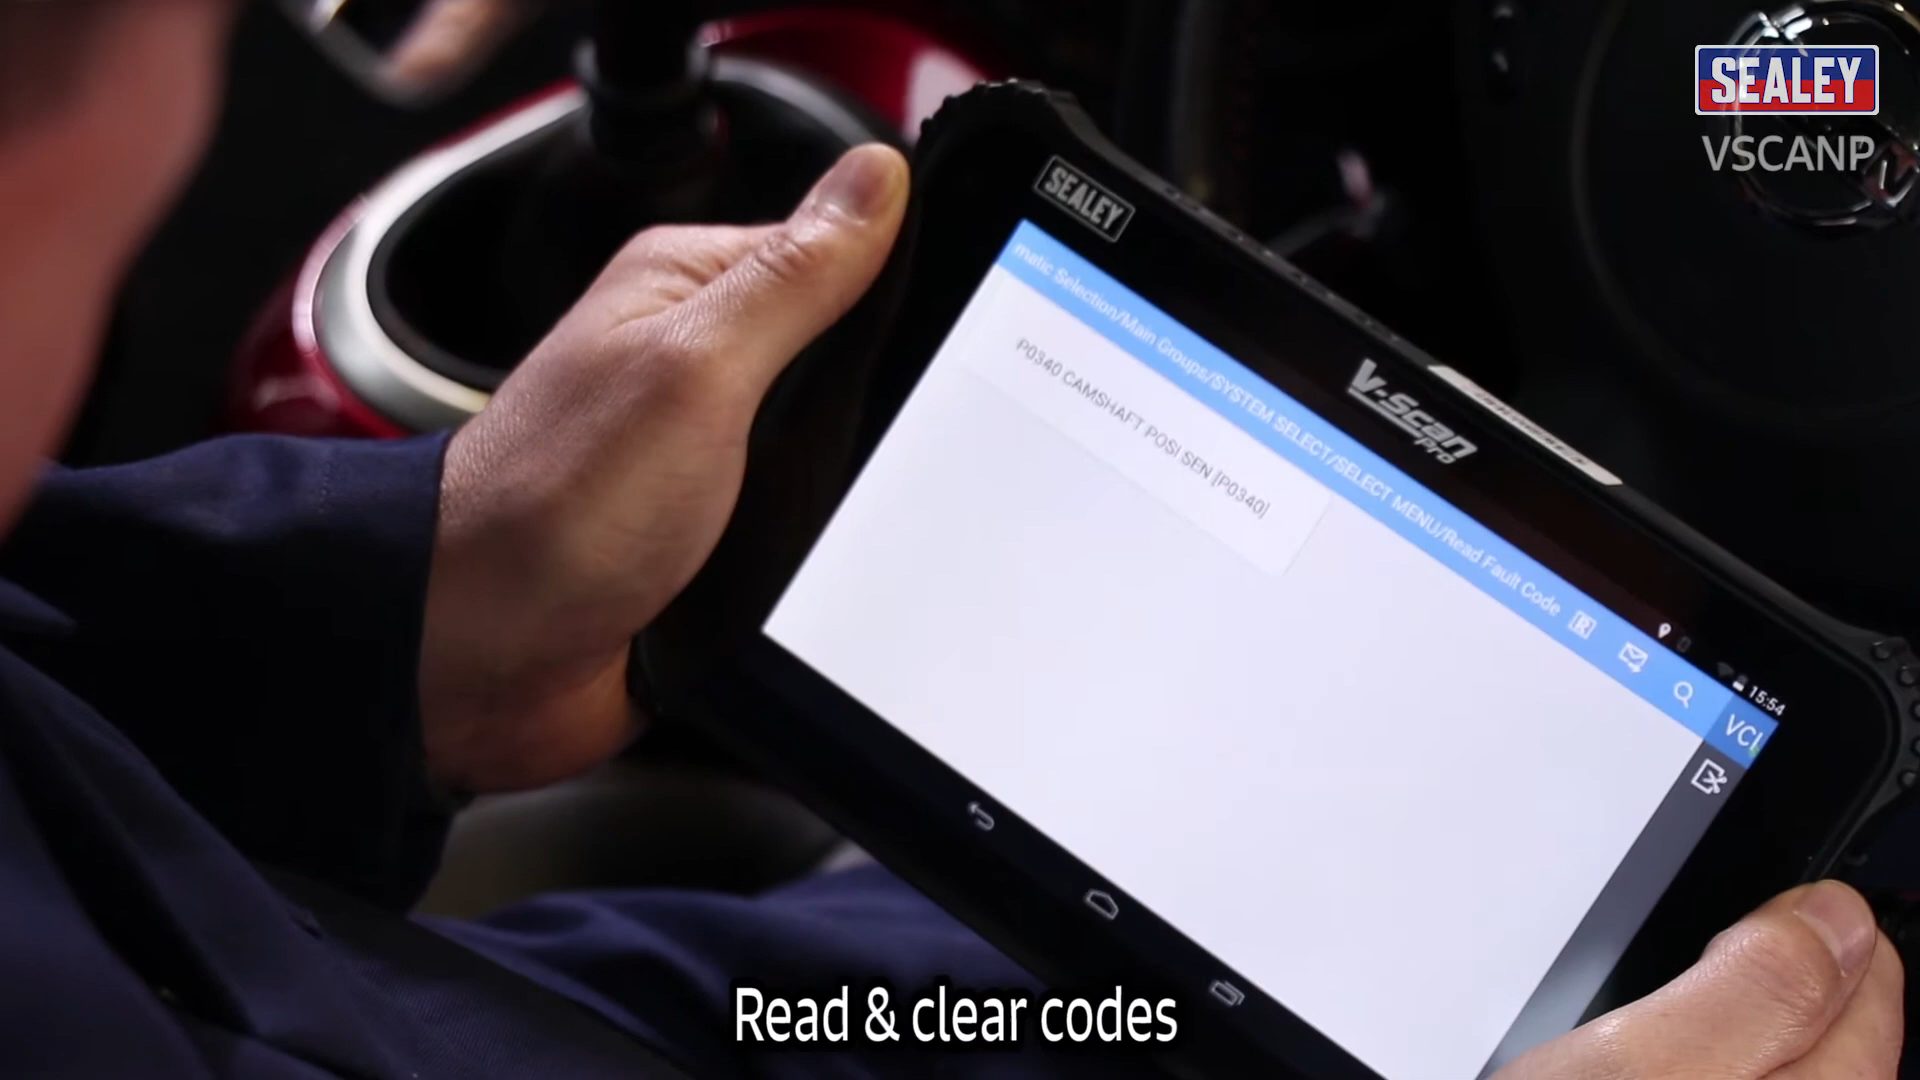 SEALEY
VSCANP
SEALEY
V-Scan
Pro
15:54
matic Selection/Main Groups/SYSTEM SELECT/SELECT MENU/Read Fault Code
R
VCI
P0340 CAMSHAFT POSI SEN [P0340]
Read & clear codes